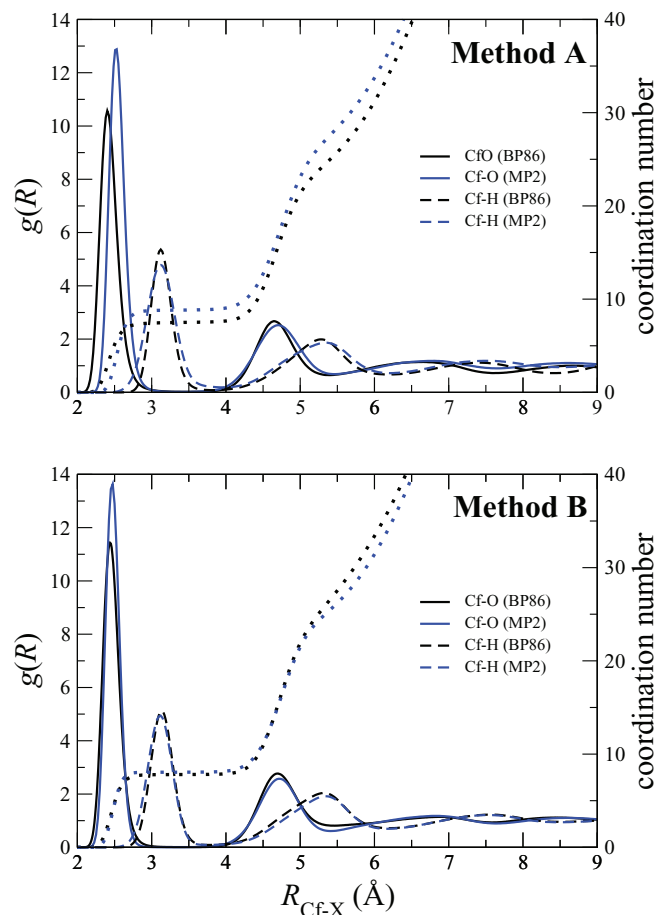 14
12
10
8
6
4
2
0
g(R)
40
30
20
10
0
coordination number
Method A
CfO (BP86)
Cf-O (MP2)
Cf-H (BP86)
Cf-H (MP2)
2 3 4 5 6 7 8 9
14
12
10
8
6
4
2
0
g(R)
40
30
20
10
0
coordination number
Method B
Cf-O (BP86)
Cf-O (MP2)
Cf-H (BP86)
Cf-H (MP2)
2 3 4 5 6 7 8 9
R Cf-X (Å)